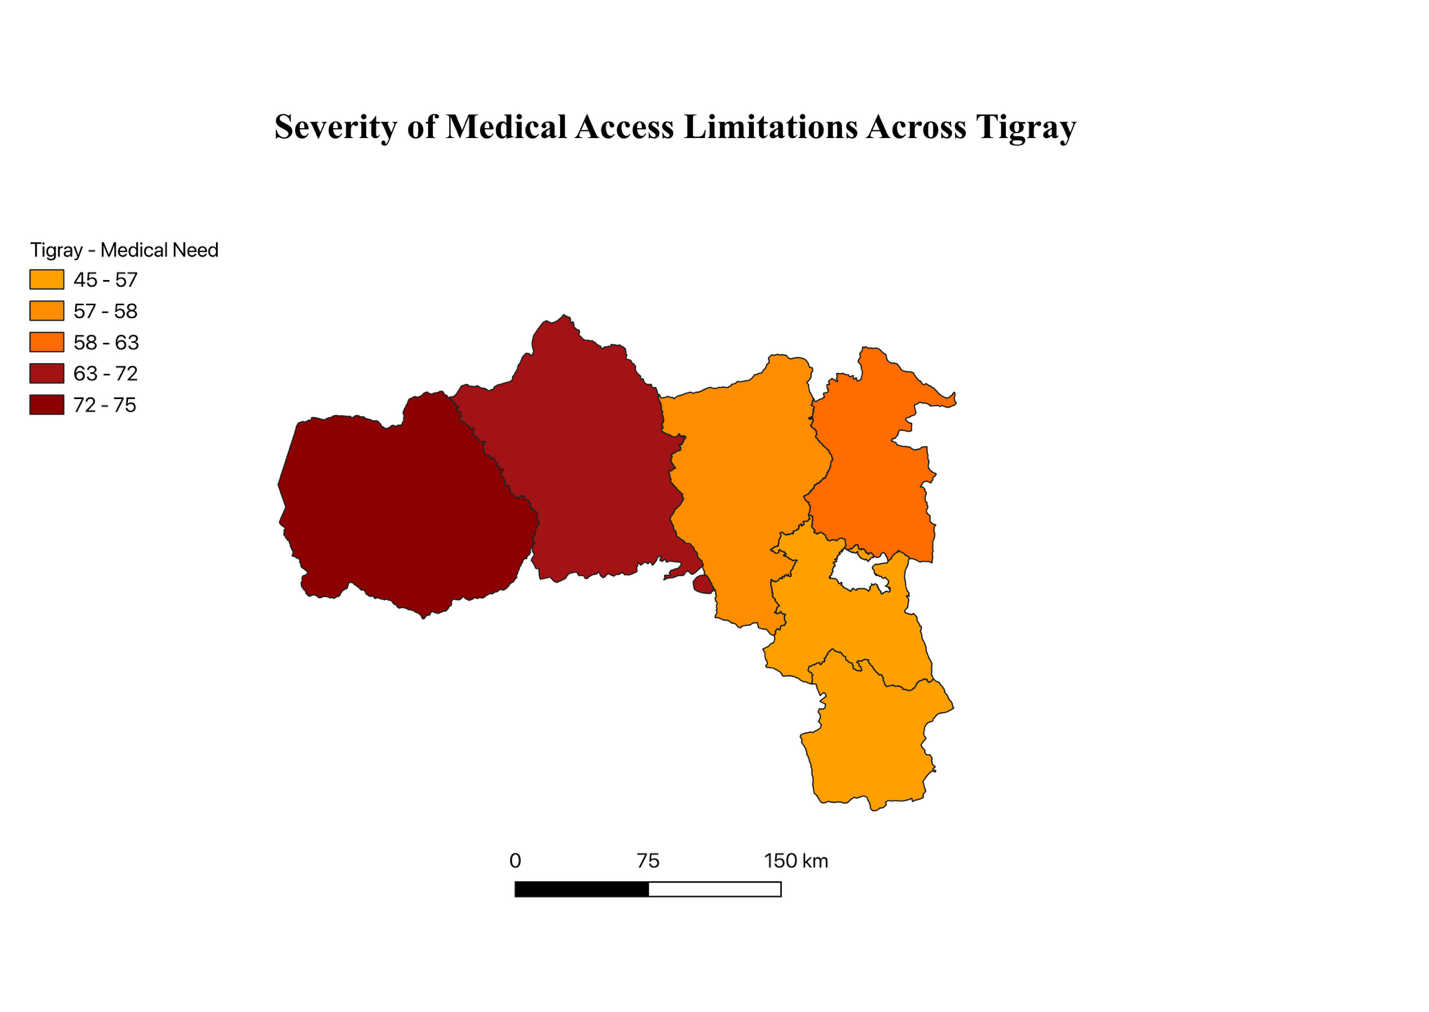 Severity of Medical Access Limitations Across Tigray
Tigray - Medical Need
45 - 57
57 - 58
58 - 63
63 - 72
72 - 75
0 75 150 km